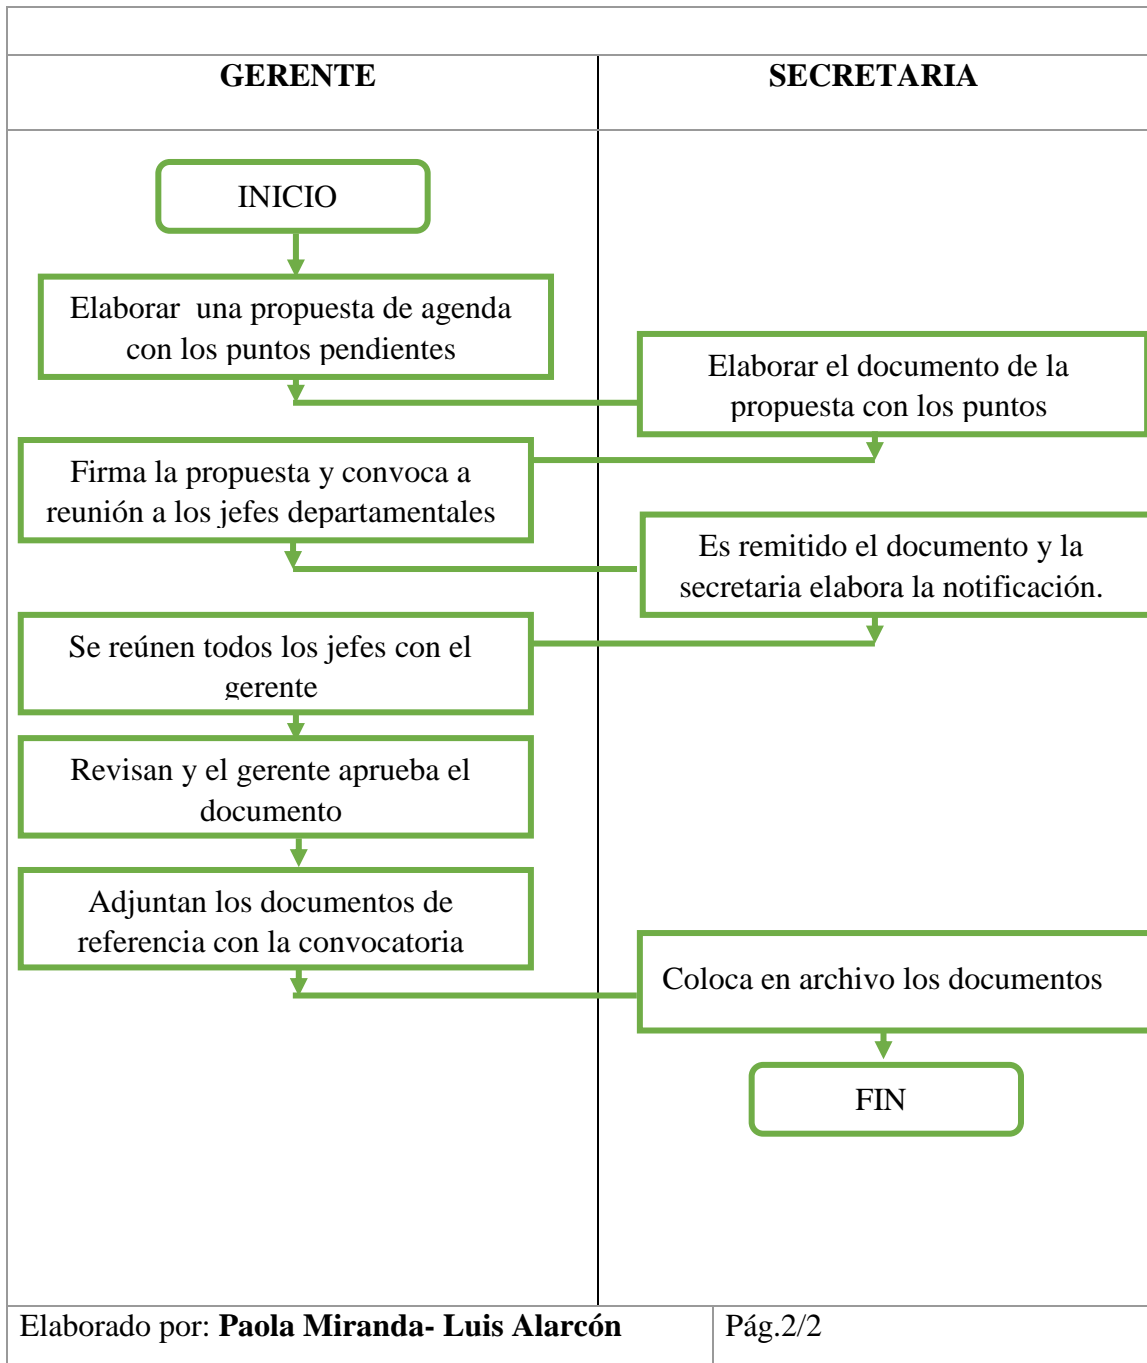 GERENTE
SECRETARIA
INICIO
Elaborar  una propuesta de agenda
con los puntos pendientes
Elaborar el documento de la
propuesta con los puntos
Firma la propuesta y convoca a
reunión a los jefes departamentales
Es remitido el documento y la
secretaria elabora la notificación.
Se reúnen todos los jefes con el
gerente
Revisan y el gerente aprueba el
documento
Adjuntan los documentos de
referencia con la convocatoria
Coloca en archivo los documentos
FIN
Elaborado por: Paola Miranda- Luis Alarcón
Pág.2/2